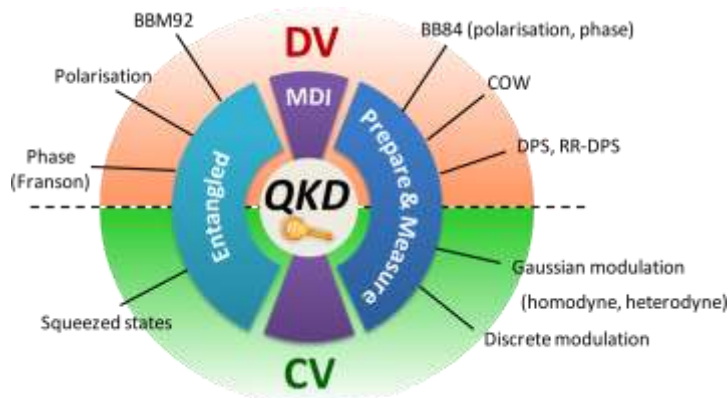 BBM92
DV
BB84 (polarisation, phase)
Polarisation
MDI
COW
Phase
(Franson)
DPS, RR-DPS
Entangled
QKD
Prepare & Measure
Gaussian modulation
(homodyne, heterodyne)
Squeezed states
Discrete modulation
CV